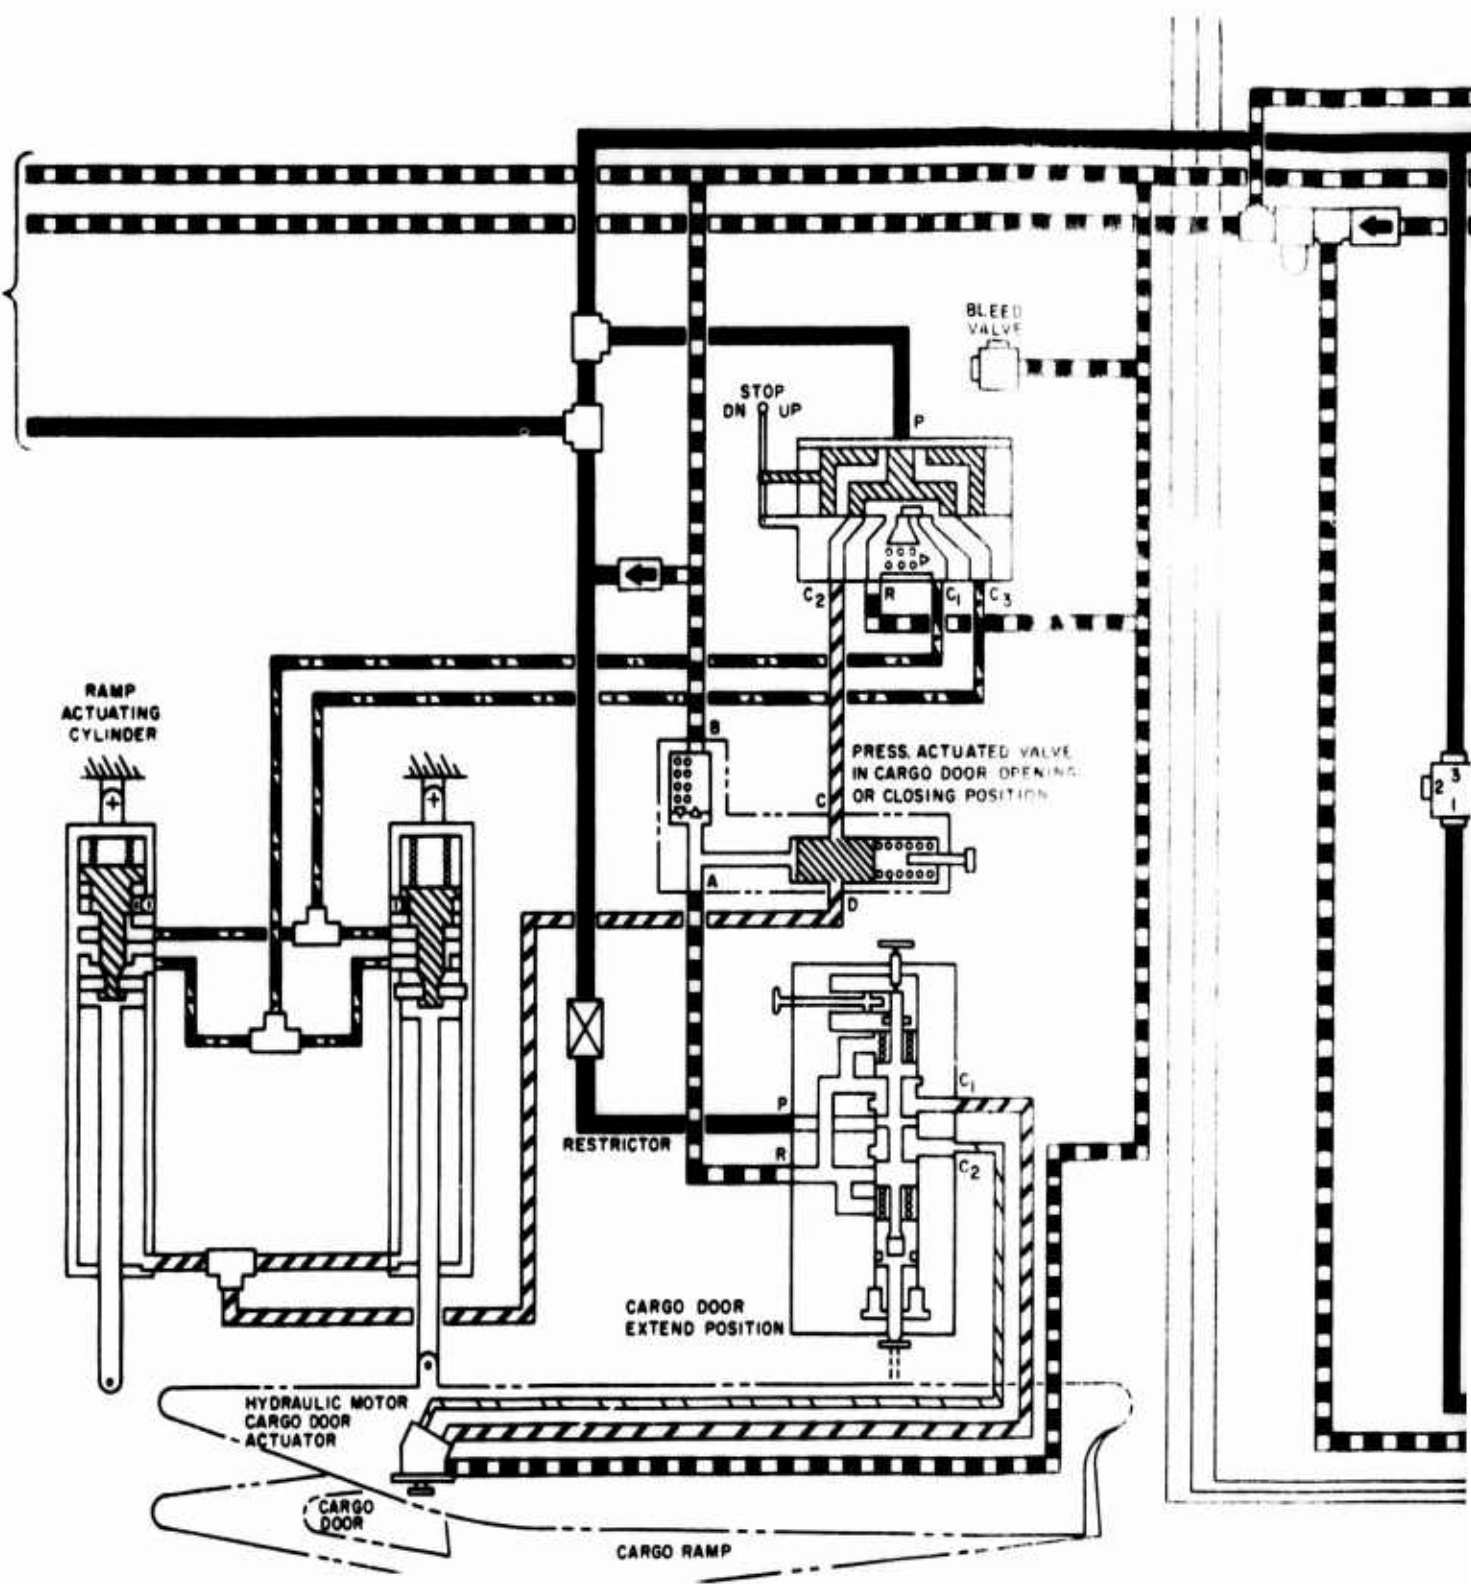 BLEED
VALVE
STOP
DN UP
P
C2 R C1 C3
RAMP
ACTUATING
CYLINDER
B
PRESS. ACTUATED VALVE
IN CARGO DOOR OPENING
OR CLOSING POSITION
C
2 3
1
A
D
C1
P
RESTRICTOR
R
C2
CARGO DOOR
EXTEND POSITION
HYDRAULIC MOTOR
CARGO DOOR
ACTUATOR
CARGO
DOOR
CARGO RAMP